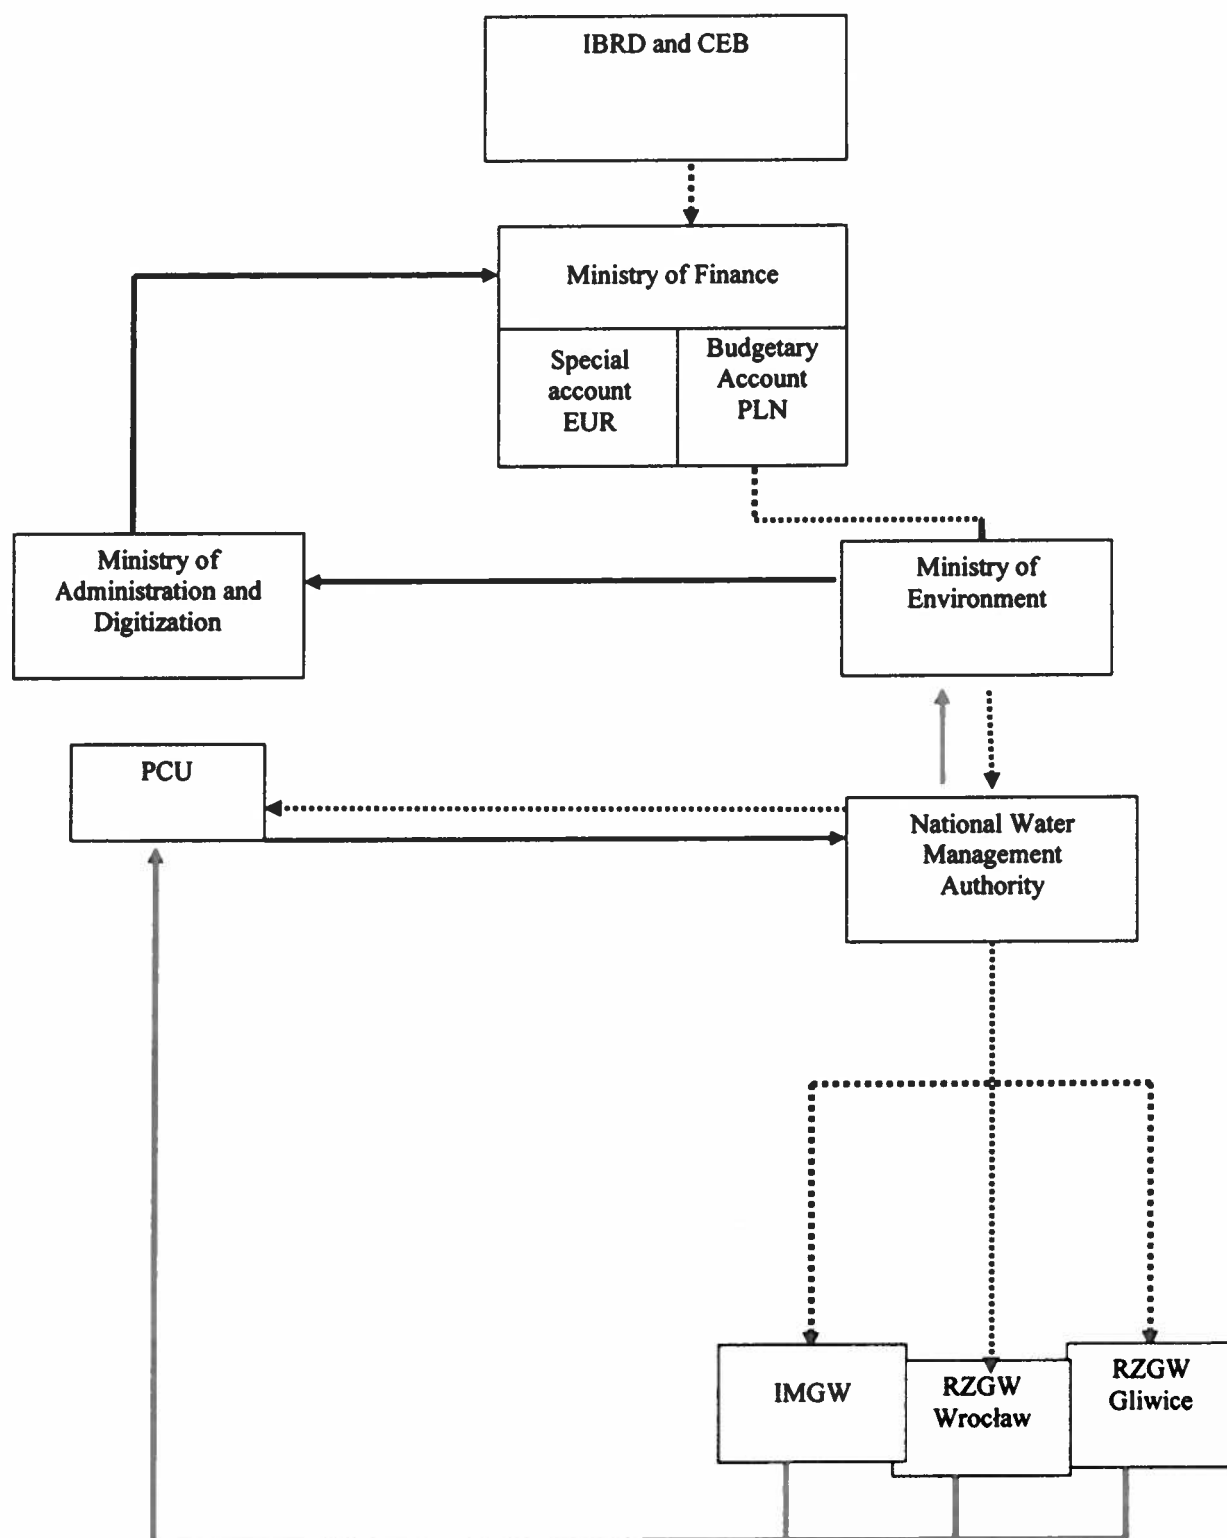 IBRD and CEB
Ministry of Finance
Special
account
EUR
Budgetary
Account
PLN
Ministry of
Administration and
Digitization
Ministry of
Environment
PCU
National Water
Management
Authority
IMGW
RZGW
Wrocław
RZGW
Gliwice